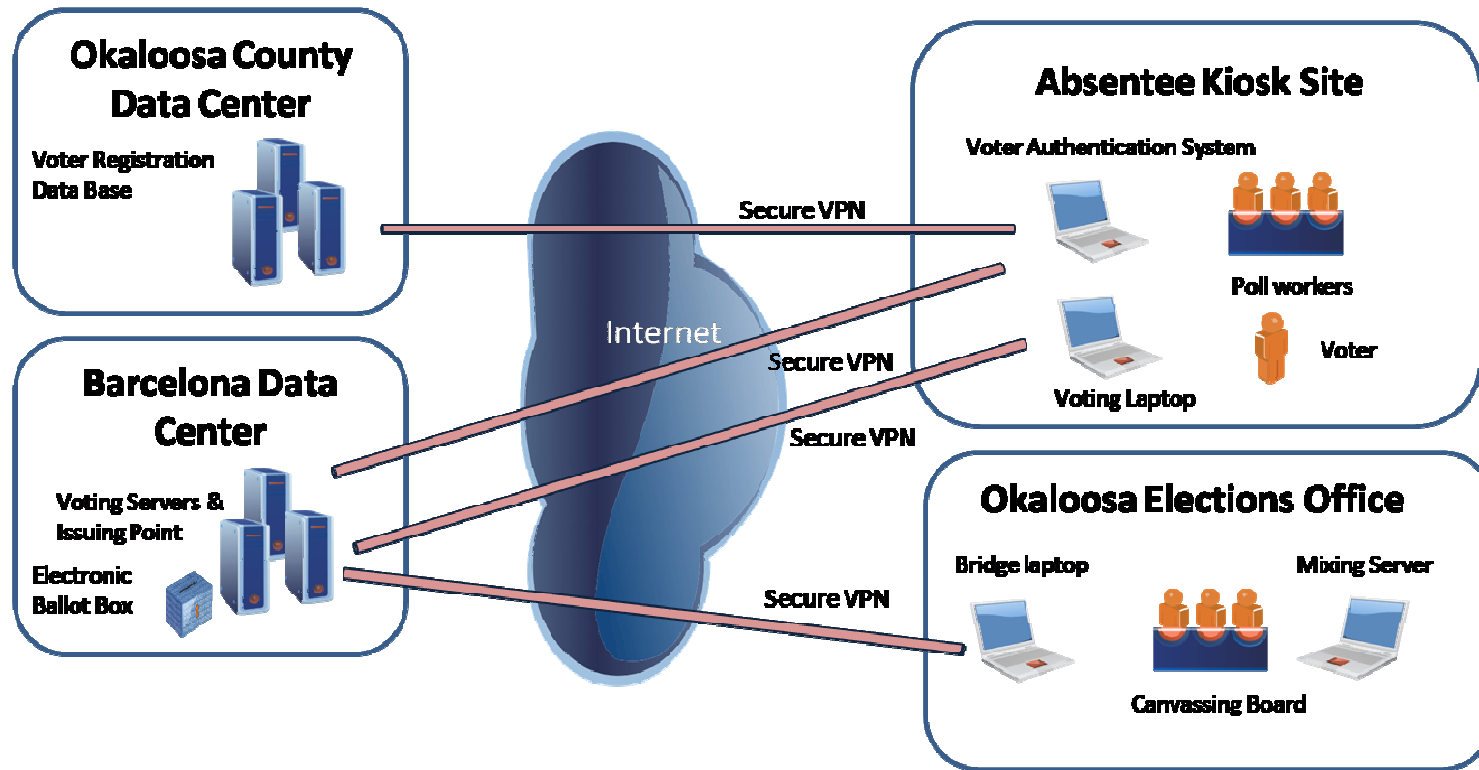 Okaloosa County
Data Center
Voter Registration
Data Base
Barcelona Data
Center
Voting Servers &
Issuing Point
Electronic
Ballot Box
Internet
Secure VPN
Secure VPN
Secure VPN
Secure VPN
Absentee Kiosk Site
Voter Authentication System
Poll workers
Voter
Voting Laptop
Okaloosa Elections Office
Bridge laptop
Mixing Server
Canvassing Board